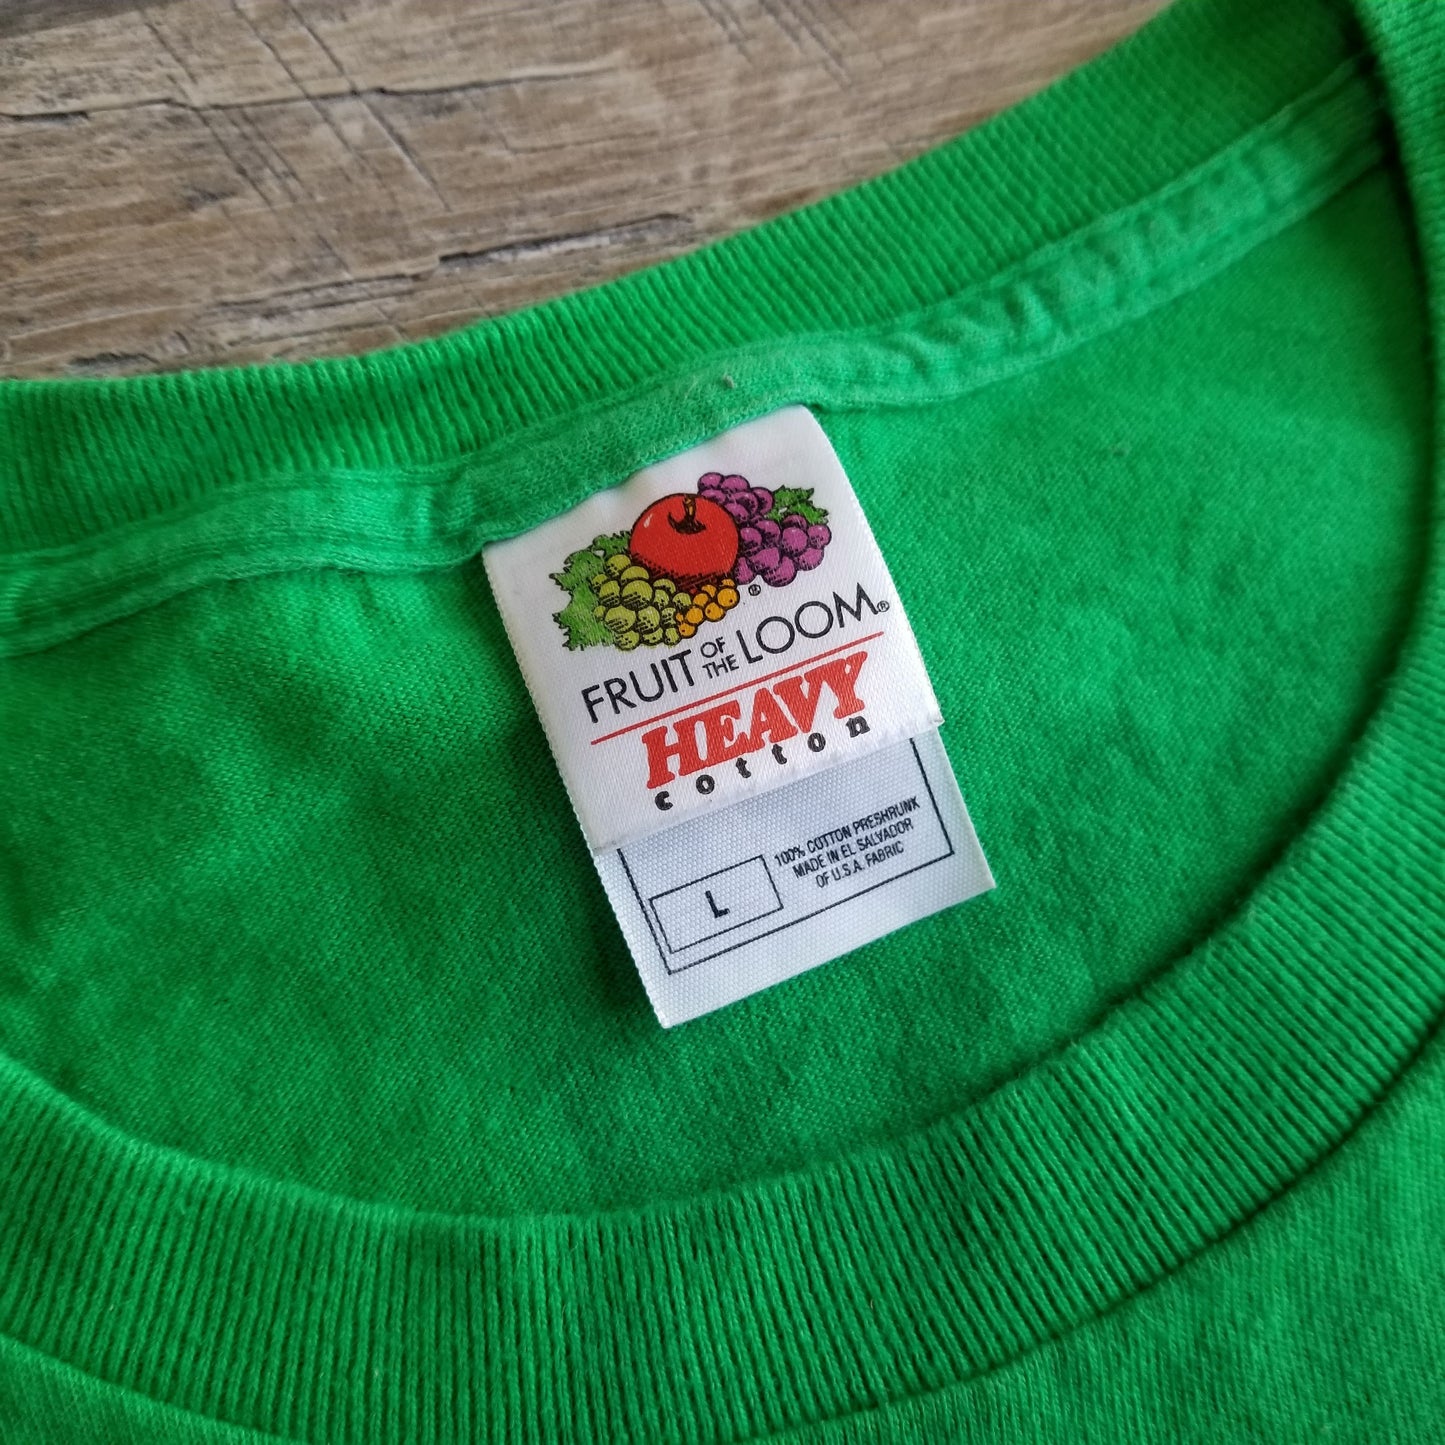 ®
FRUIT OF THE LOOM®
HEAVY
cotton
L
100% COTTON PRESHRUNK
MADE IN EL SALVADOR
OF U.S.A. FABRIC